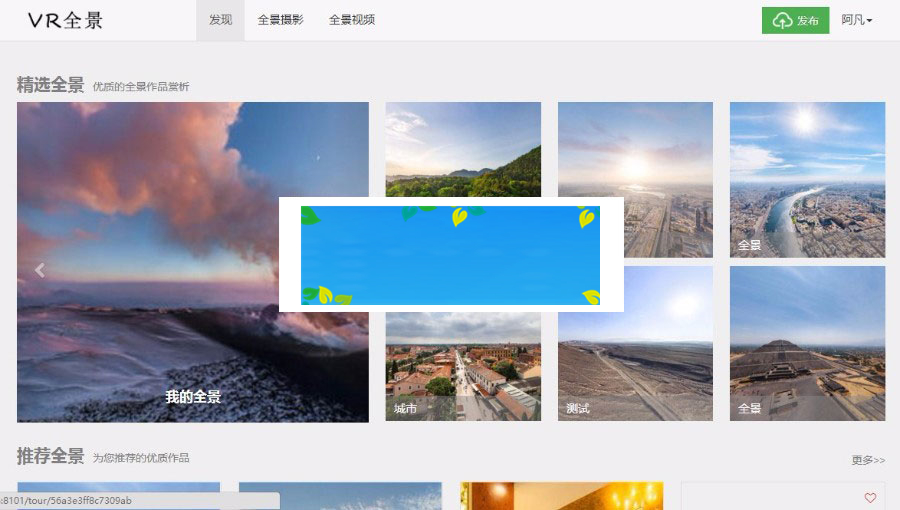 VR全景
发现 全景摄影 全景视频 发布 阿凡
精选全景 优质的全景作品赏析
全景
我的全景
城市 测试 全景
推荐全景 为您推荐的优质作品 更多>>
:8101/tour/56a3e3ff8c7309ab